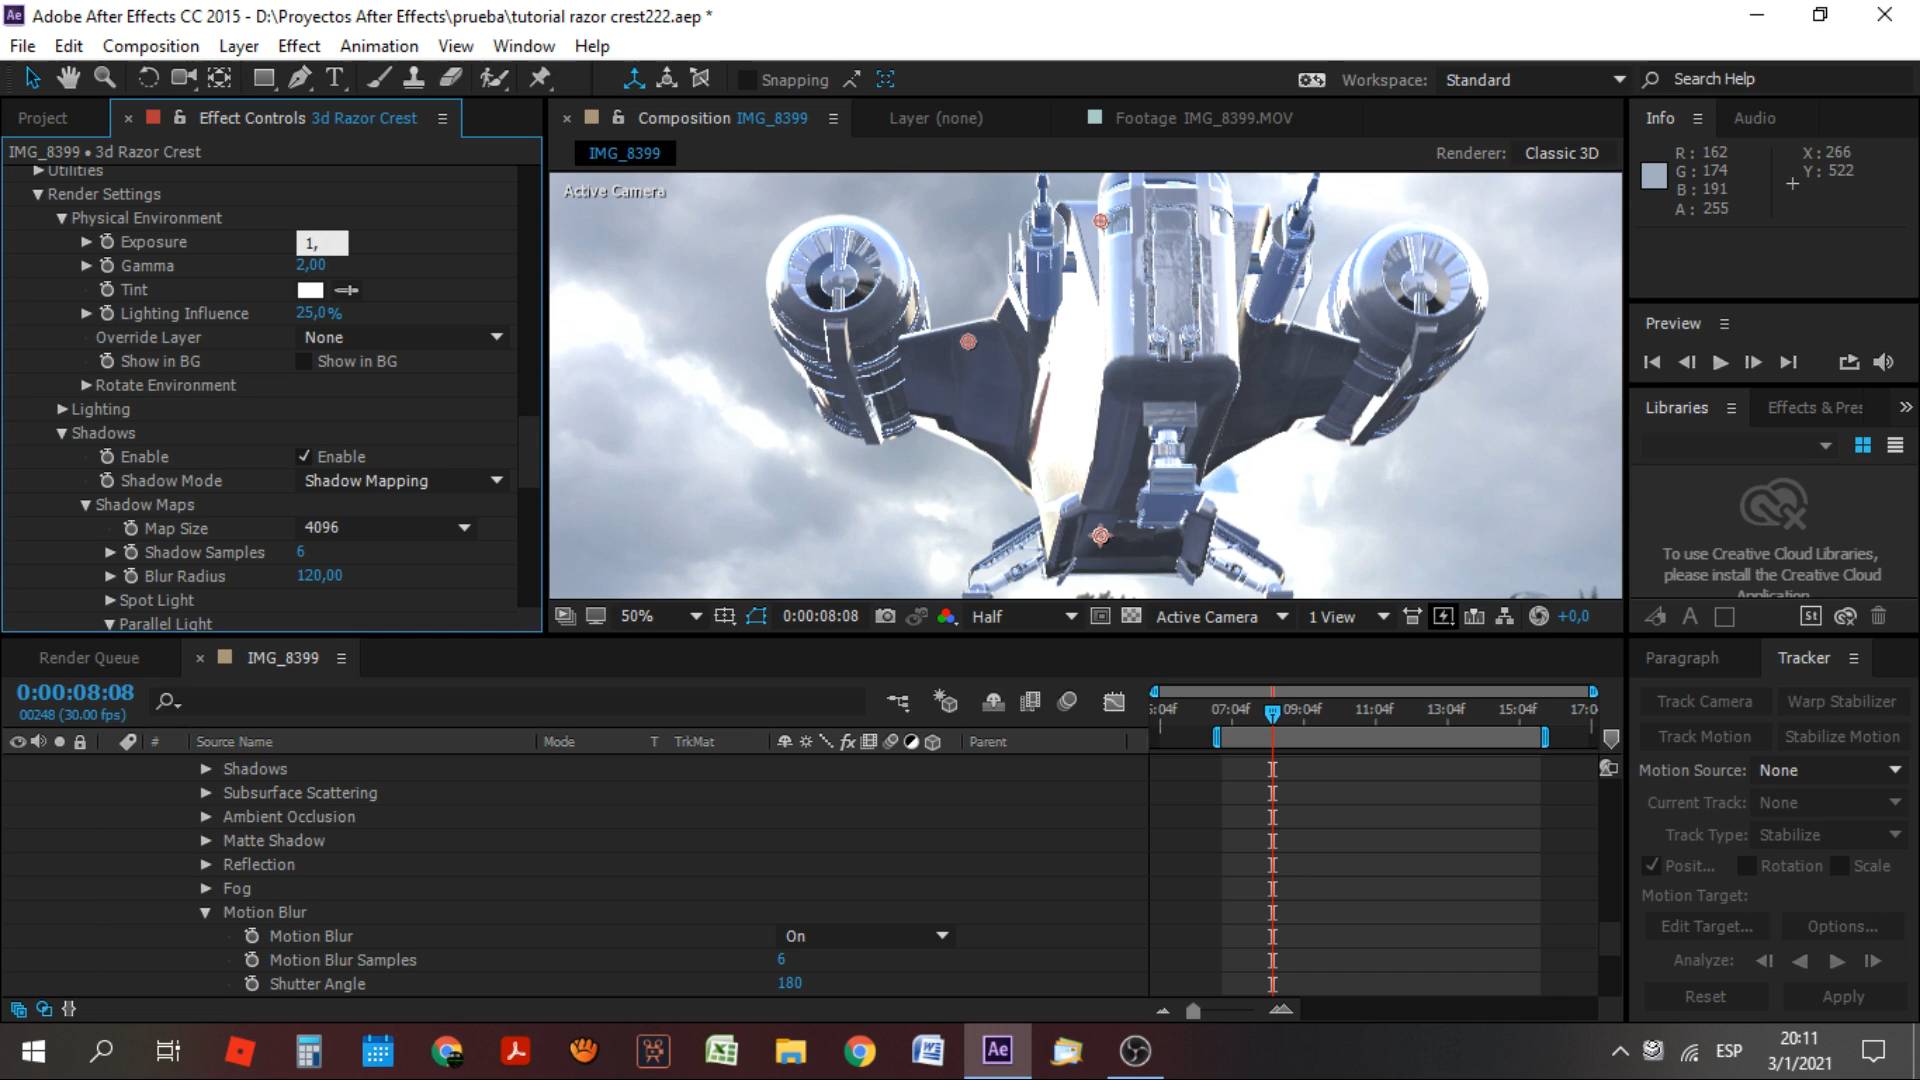 Adobe After Effects CC 2015 - D:\Proyectos After Effects\prueba\tutorial razor crest222.aep *
File Edit Composition Layer Effect Animation View Window Help
Snapping Workspace: Standard Search Help
Project Effect Controls 3d Razor Crest Composition IMG_8399 Layer (none) Footage IMG_8399.MOV Info Audio
IMG_8399 • 3d Razor Crest IMG_8399 Renderer: Classic 3D
R: 162 X: 266
G: 174 Y: 522
B: 191
A: 255
Utilities
Render Settings
Active Camera
Physical Environment
Exposure 1,
Gamma 2,00
Tint
Lighting Influence 25,0%
Override Layer None
Show in BG Show in BG
Rotate Environment
Lighting
Shadows
Enable Enable
Shadow Mode Shadow Mapping
Shadow Maps
Map Size 4096
Shadow Samples 6
Blur Radius 120,00
Spot Light
Parallel Light
Preview
Libraries Effects & Pres
To use Creative Cloud Libraries,
please install the Creative Cloud
Application
50% 0:00:08:08 Half Active Camera 1 View +0,0
St
Render Queue IMG_8399 Paragraph Tracker
0:00:08:08
00248 (30.00 fps)
5:04f 07:04f 09:04f 11:04f 13:04f 15:04f 17:0
# Source Name Mode T TrkMat fx Parent
Shadows
Subsurface Scattering
Ambient Occlusion
Matte Shadow
Reflection
Fog
Motion Blur
Motion Blur On
Motion Blur Samples 6
Shutter Angle 180
Track Camera Warp Stabilizer
Track Motion Stabilize Motion
Motion Source: None
Current Track: None
Track Type: Stabilize
Posit... Rotation Scale
Motion Target:
Edit Target... Options...
Analyze:
Reset Apply
Ae
ESP
20:11
3/1/2021